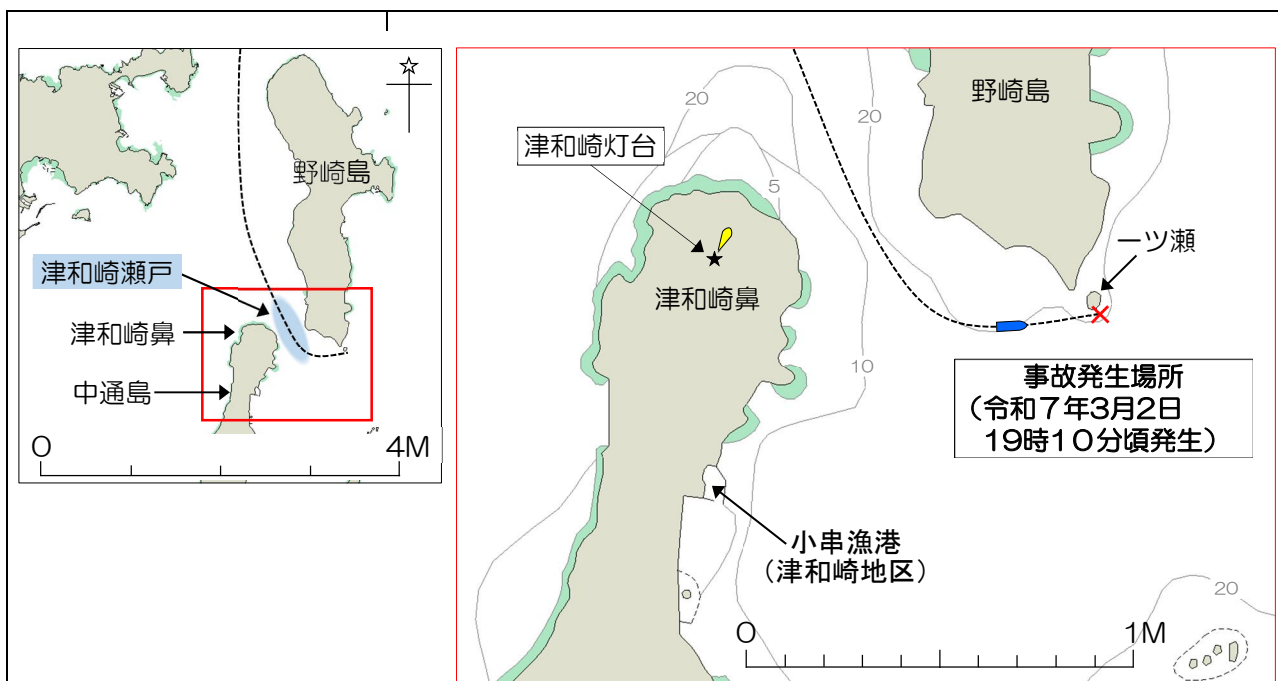 野崎島
津和崎瀬戸
津和崎鼻
中通島
0
4M
野崎島
20
20
津和崎灯台
5
一ツ瀬
津和崎鼻
10
事故発生場所
(令和7年3月2日
19時10分頃発生)
小串漁港
(津和崎地区)
20
0
1M